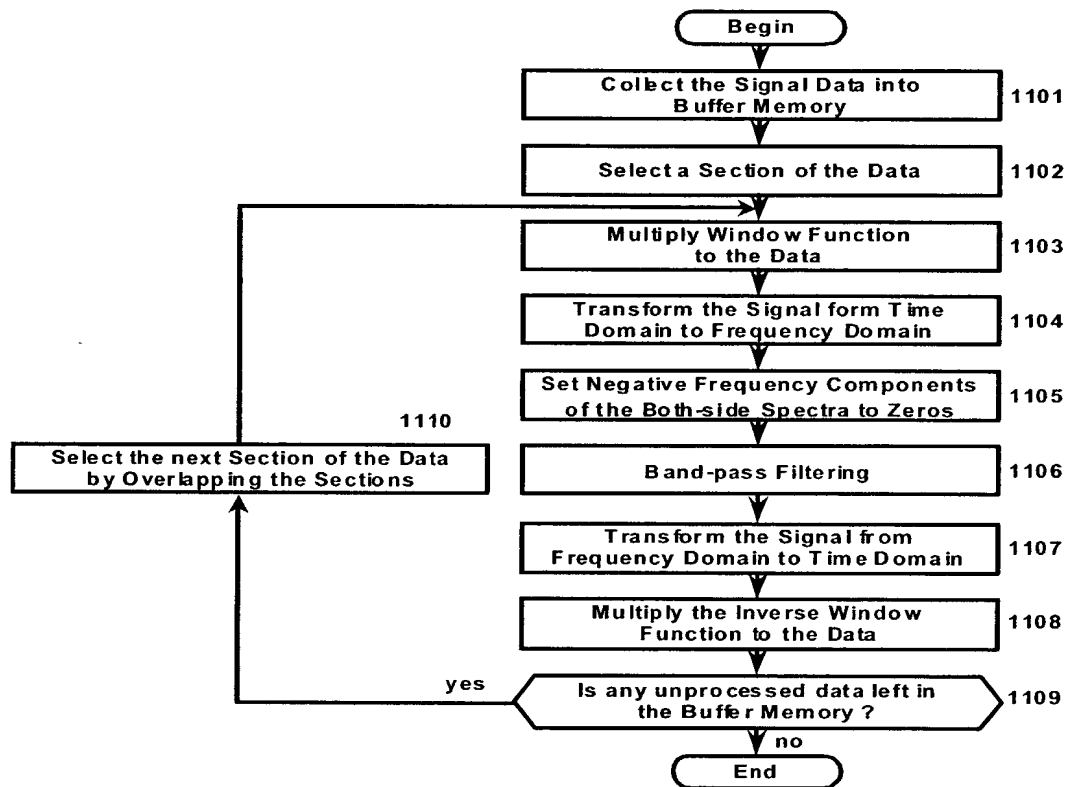 Begin
Collect the Signal Data into
Buffer Memory
1101
Select a Section of the Data
1102
Multiply Window Function
to the Data
1103
Transform the Signal form Time
Domain to Frequency Domain
1104
Set Negative Frequency Components
of the Both-side Spectra to Zeros
1105
1110
Select the next Section of the Data
by Overlapping the Sections
Band-pass Filtering
1106
Transform the Signal from
Frequency Domain to Time Domain
1107
Multiply the Inverse Window
Function to the Data
1108
yes
Is any unprocessed data left in
the Buffer Memory ?
1109
no
End